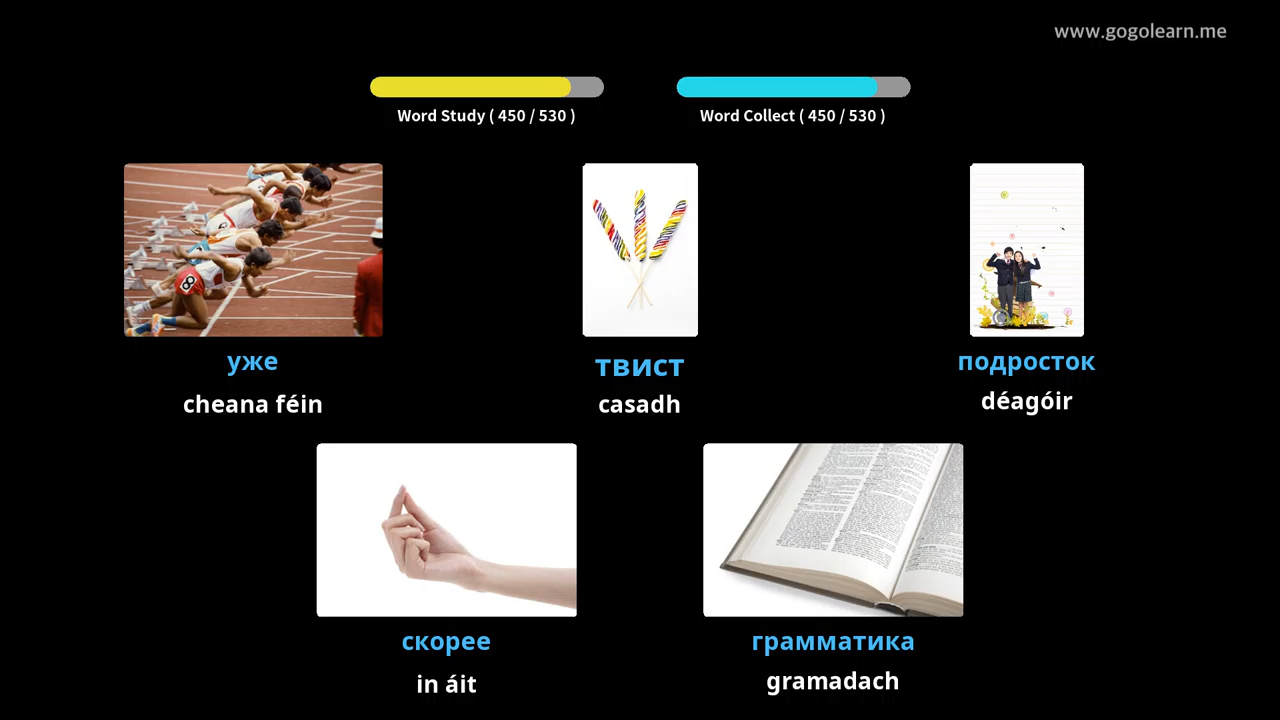 www.gogolearn.me
Word Study ( 450 / 530 )
Word Collect ( 450 / 530 )
уже
cheana féin
твист
casadh
подросток
déagóir
скорее
in áit
грамматика
gramadach